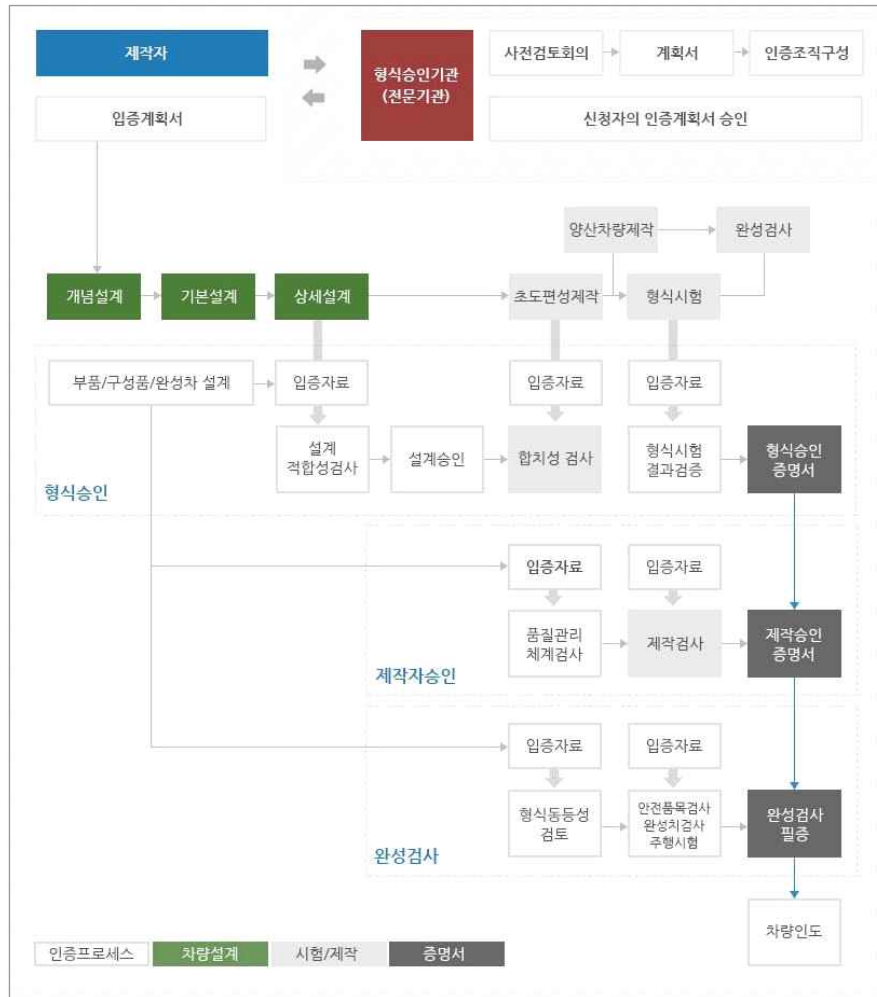 제작자
형식승인기관
(전문기관)
사전검토회의
계획서
인증조직구성
입증계획서
신청자의 인증계획서 승인
양산차량제작
완성검사
개념설계
기본설계
상세설계
초도편성제작
형식시험
부품/구성품/완성차 설계
입증자료
입증자료
입증자료
설계
적합성검사
설계승인
합치성 검사
형식시험
결과검증
형식승인
증명서
형식승인
입증자료
입증자료
품질관리
체계검사
제작검사
제작승인
증명서
제작자승인
입증자료
입증자료
형식동등성
검토
안전품목검사
완성치검사
주행시험
완성검사
필증
완성검사
차량인도
인증프로세스
차량설계
시험/제작
증명서